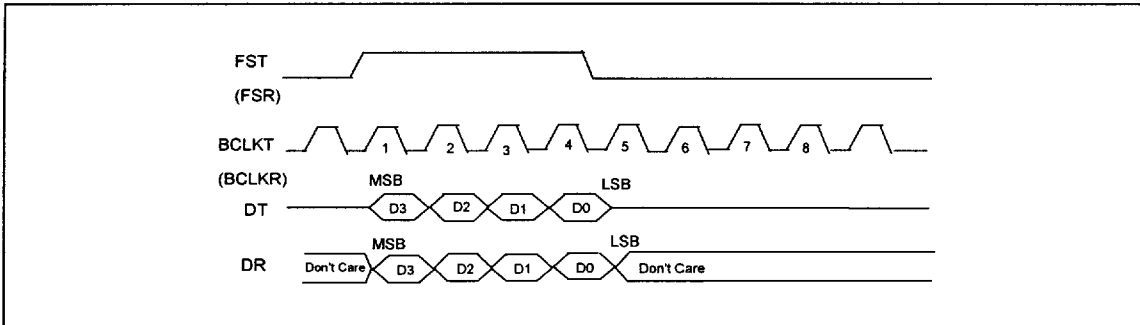 FST
(FSR)
BCLKT 1 2 3 4 5 6 7 8
(BCLKR)
MSB LSB
DT D3 D2 D1 D0
MSB LSB
DR Don't Care D3 D2 D1 D0 Don't Care